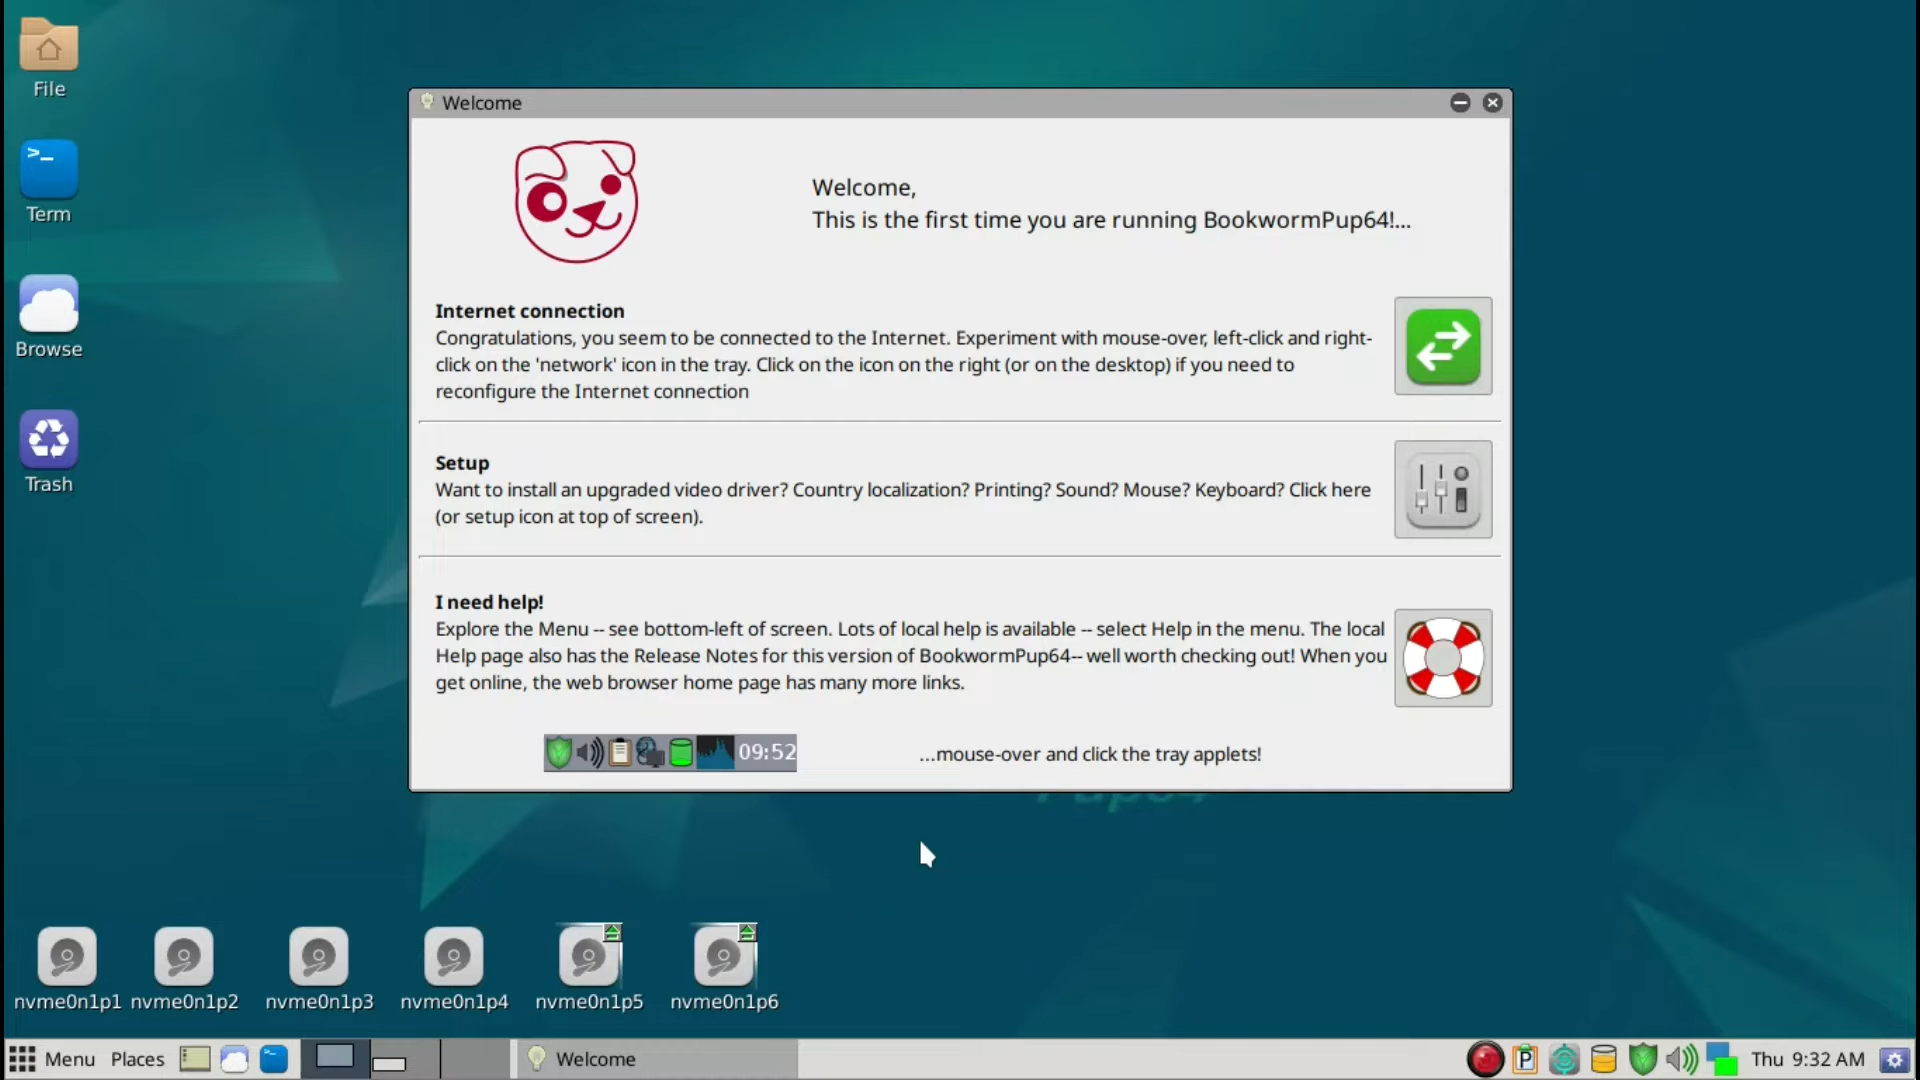 File
Term
Browse
Trash
Welcome
Welcome,
This is the first time you are running BookwormPup64!...
Internet connection
Congratulations, you seem to be connected to the Internet. Experiment with mouse-over, left-click and right-
click on the 'network' icon in the tray. Click on the icon on the right (or on the desktop) if you need to
reconfigure the Internet connection
Setup
Want to install an upgraded video driver? Country localization? Printing? Sound? Mouse? Keyboard? Click here
(or setup icon at top of screen).
I need help!
Explore the Menu -- see bottom-left of screen. Lots of local help is available -- select Help in the menu. The local
Help page also has the Release Notes for this version of BookwormPup64-- well worth checking out! When you
get online, the web browser home page has many more links.
09:52
...mouse-over and click the tray applets!
Pup64
nvme0n1p1 nvme0n1p2 nvme0n1p3 nvme0n1p4 nvme0n1p5 nvme0n1p6
Menu Places >_ Welcome P Thu 9:32 AM